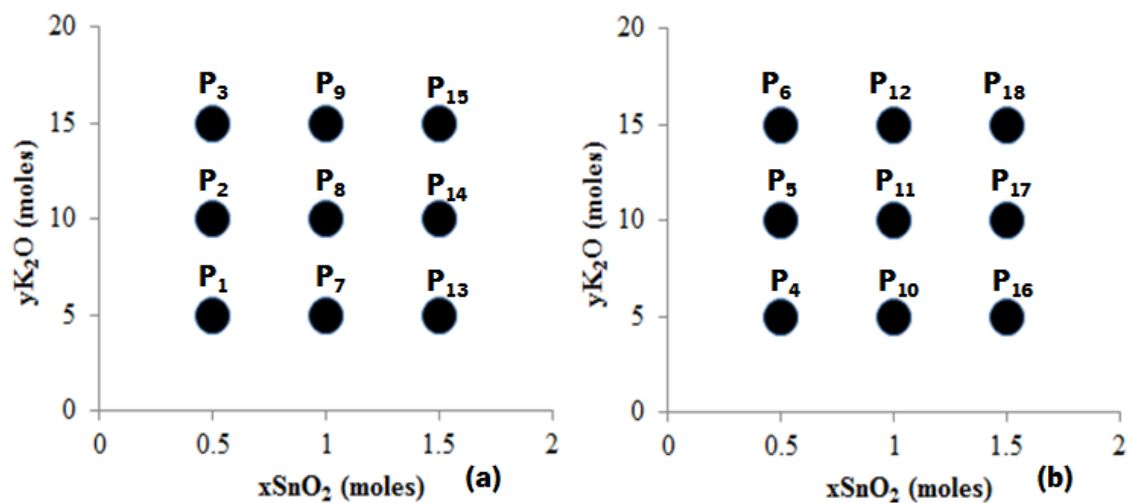 20
P₃ P₉ P₁₅
15
P₂ P₈ P₁₄
10
P₁ P₇ P₁₃
5
0
0 0.5 1 1.5 2
yK₂O (moles)
xSnO₂ (moles) (a)
20
P₆ P₁₂ P₁₈
15
P₅ P₁₁ P₁₇
10
P₄ P₁₀ P₁₆
5
0
0 0.5 1 1.5 2
yK₂O (moles)
xSnO₂ (moles) (b)